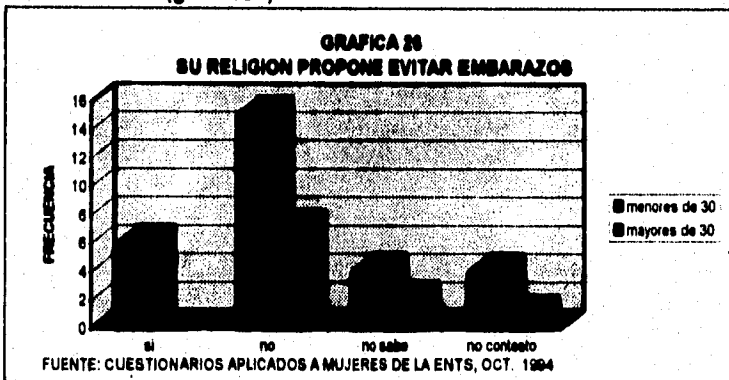 GRAFICA 26
SU RELIGION PROPONE EVITAR EMBARAZOS
16
14
12
10
8
6
4
2
0
FRECUENCIA
si
no
no sabe
no contesto
menores de 30
mayores de 30
FUENTE: CUESTIONARIOS APLICADOS A MUJERES DE LA ENTS, OCT. 1994